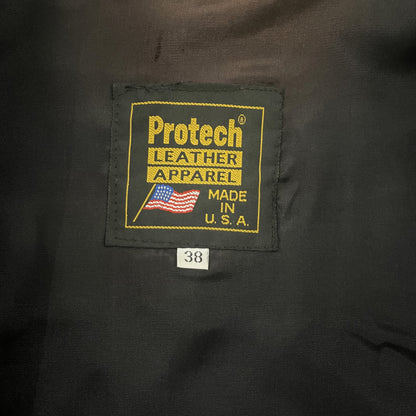 Protech®
LEATHER
APPAREL
MADE
IN
U.S.A.
38